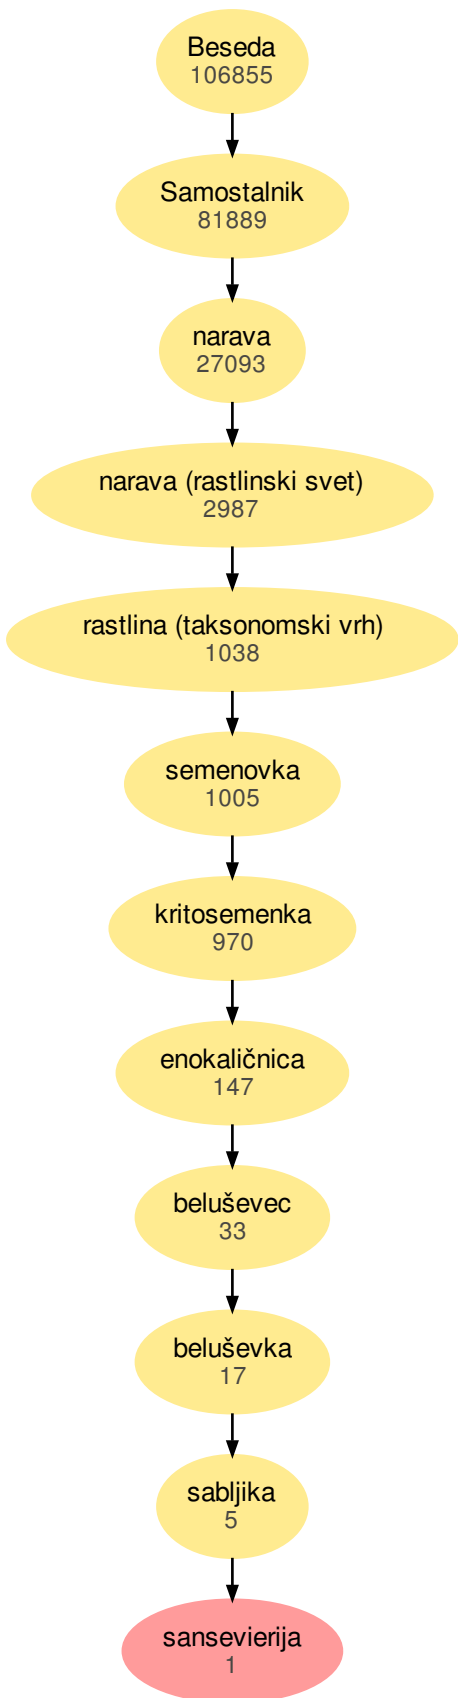 Beseda
106855
Samostalnik
81889
narava
27093
narava (rastlinski svet)
2987
rastlina (taksonomski vrh)
1038
semenovka
1005
kritosemenka
970
enokaličnica
147
beluševec
33
beluševka
17
sabljika
5
sansevierija
1